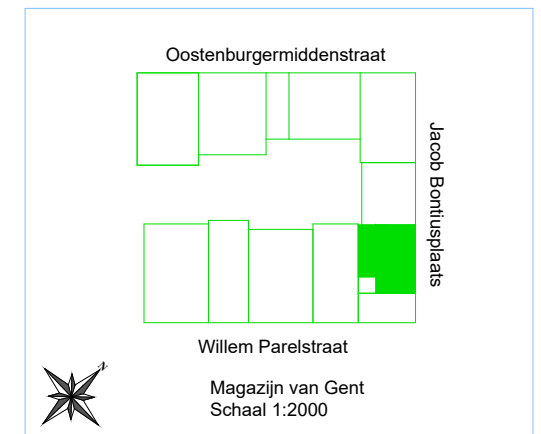 Oostenburgermiddenstraat
Jacob Bontiusplaats
Willem Parelstraat
N
Magazijn van Gent
Schaal 1:2000